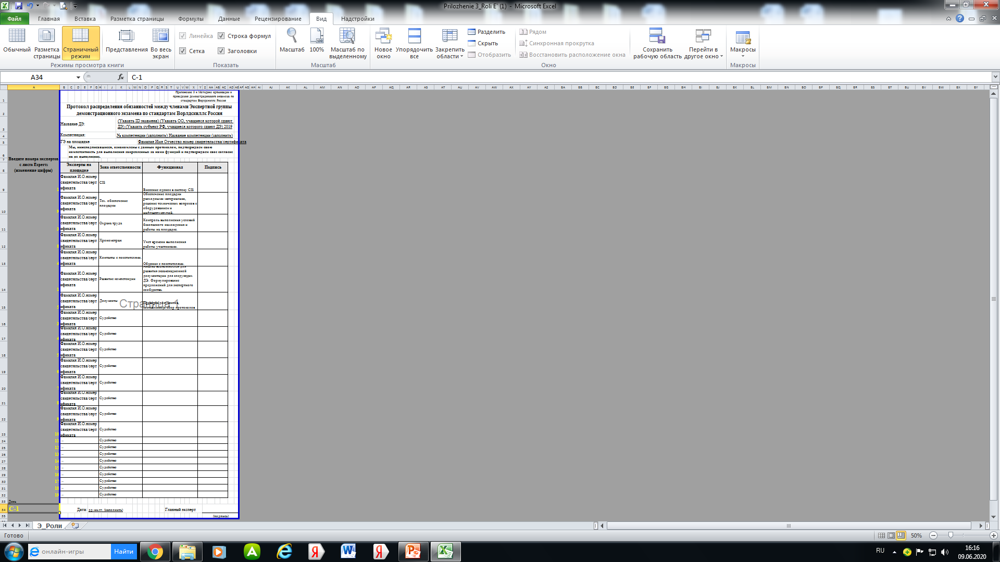 Prilozhenie 3_Roli E` (1) - Microsoft Excel
Файл Главная Вставка Разметка страницы Формулы Данные Рецензирование Вид Надстройки
Обычный
Разметка страницы
Страничный режим
Представления
Во весь экран
Режимы просмотра книги
Линейка
Строка формул
Сетка
Заголовки
Показать
Масштаб
100%
Масштаб по выделенному
Масштаб
Новое окно
Упорядочить все
Закрепить области
Разделить
Скрыть
Отобразить
Рядом
Синхронная прокрутка
Восстановить расположение окна
Сохранить рабочую область
Перейти в другое окно
Окно
Макросы
Макросы
A34
fx
C-1
Приложение 3 к Методике организации и
проведения демонстрационного экзамена по
стандартам Ворлдскиллс Россия
Протокол распределения обязанностей между членами Экспертной группы
демонстрационного экзамена по стандартам Ворлдскиллс Россия
Название ДЭ:
(Указать ID экзамена) (Указать ОО, учащиеся которой сдают
ДЭ) (Указать субъект РФ, учащиеся которого сдают ДЭ) 2019
Компетенция:
№ компетенции (заполнить) Название компетенции (заполнить)
ГЭ на площадке
Фамилия Имя Отчество номер свидетельства/сертификата
Мы, нижеподписавшиеся, ознакомлены с данным протоколом, подтверждаем свою
компетентность для выполнения закрепленных за нами функций и подтверждаем свое согласие
на их выполнение.
Введите номера экспертов
с листа Experts
(изменение цифры)
Эксперты на площадке
Зона ответственности
Функционал
Подпись
1 Фамилия И.О.номер свидетельства/сертификата CIS Внесение оценок в систему CIS
9 Фамилия И.О.номер свидетельства/сертификата Тех. обеспечение площадки Обеспечение площадки расходными материалами, решение технических вопросов с оборудованием и инфраструктурой.
3 Фамилия И.О.номер свидетельства/сертификата Охрана труда Контроль выполнения условий безопасного нахождения и работы на площадке.
8 Фамилия И.О.номер свидетельства/сертификата Хронометраж Учет времени выполнения работы участниками.
4 Фамилия И.О.номер свидетельства/сертификата Контакты с посетителями. Общение с посетителями.
1 Фамилия И.О.номер свидетельства/сертификата Развитие компетенции Анализ возможностей для развития экзаменационной документации для следующих ДЭ. Формулирование предложений для экспертного сообщества.
5 Фамилия И.О.номер свидетельства/сертификата Документы Проверка документов, составление и сбор протоколов
Страница 1
3 Фамилия И.О.номер свидетельства/сертификата Судейство
4 Фамилия И.О.номер свидетельства/сертификата Судейство
5 Фамилия И.О.номер свидетельства/сертификата Судейство
6 Фамилия И.О.номер свидетельства/сертификата Судейство
7 Фамилия И.О.номер свидетельства/сертификата Судейство
8 Фамилия И.О.номер свидетельства/сертификата Судейство
9 Фамилия И.О.номер свидетельства/сертификата Судейство
10 Фамилия И.О.номер свидетельства/сертификата Судейство
11 Судейство
12 Судейство
13 Судейство
14 Судейство
15 Судейство
16 Судейство
17 Судейство
18 Судейство
19 Судейство
День
C-1
Дата: дд.мм.гг. (заполнить)
Главный эксперт
(подпись)
Э_Роли
Готово
50%
онлайн-игры
Найти
RU
16:16
09.06.2020